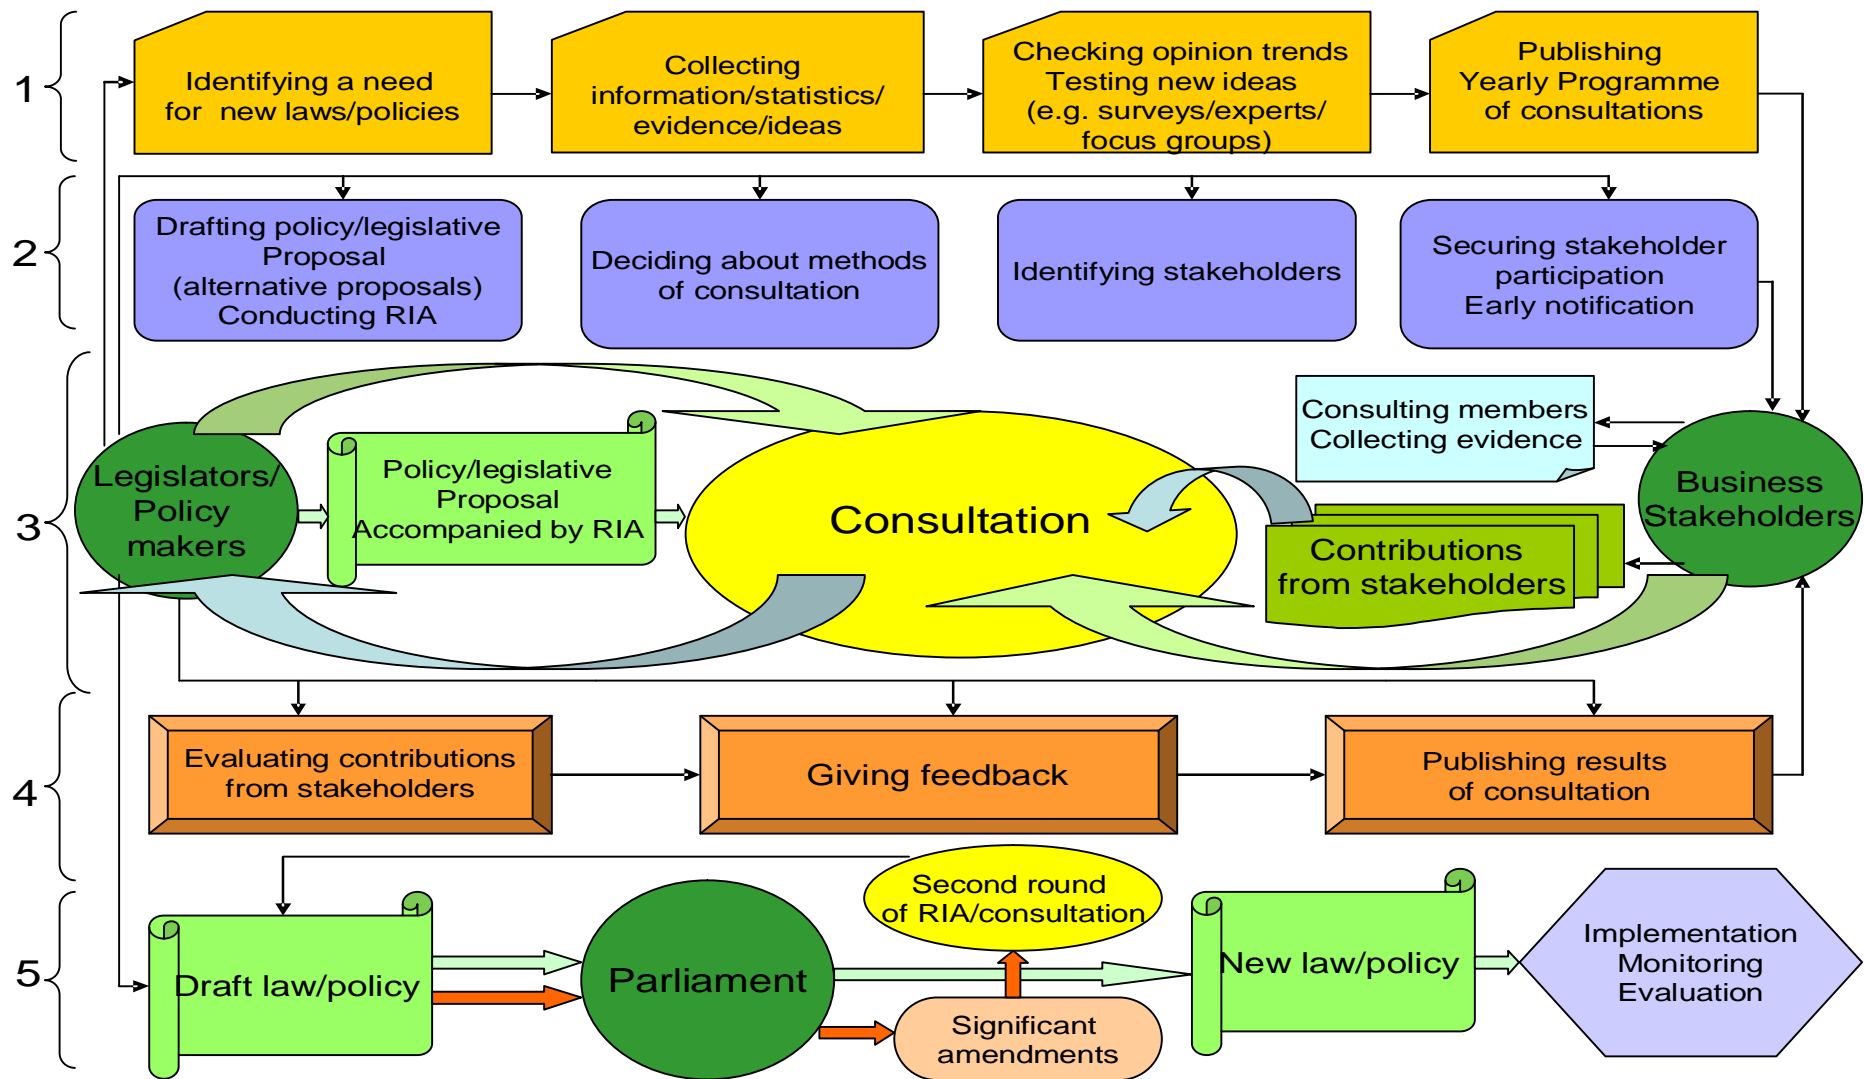 1
Identifying a need
for new laws/policies
Collecting
information/statistics/
evidence/ideas
Checking opinion trends
Testing new ideas
(e.g. surveys/experts/
focus groups)
Publishing
Yearly Programme
of consultations
2
Drafting policy/legislative
Proposal
(alternative proposals)
Conducting RIA
Deciding about methods
of consultation
Identifying stakeholders
Securing stakeholder
participation
Early notification
3
Legislators/
Policy
makers
Policy/legislative
Proposal
Accompanied by RIA
Consultation
Consulting members
Collecting evidence
Contributions
from stakeholders
Business
Stakeholders
4
Evaluating contributions
from stakeholders
Giving feedback
Publishing results
of consultation
5
Draft law/policy
Parliament
Second round
of RIA/consultation
Significant
amendments
New law/policy
Implementation
Monitoring
Evaluation